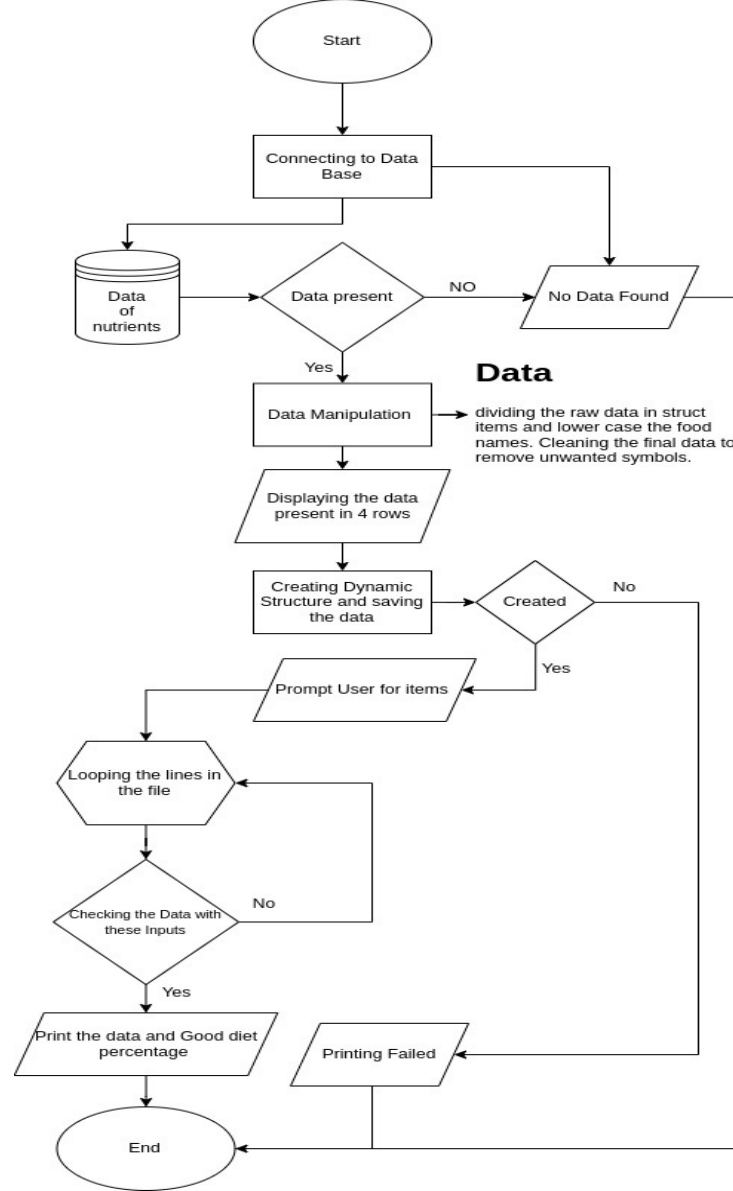 Start
Connecting to Data
Base
Data
of
nutrients
Data present
NO
No Data Found
Yes
Data
Data Manipulation
dividing the raw data in struct
items and lower case the food
names. Cleaning the final data to
remove unwanted symbols.
Displaying the data
present in 4 rows
Creating Dynamic
Structure and saving
the data
Created
No
Yes
Prompt User for items
Looping the lines in
the file
Checking the Data with
these Inputs
No
Yes
Print the data and Good diet
percentage
Printing Failed
End